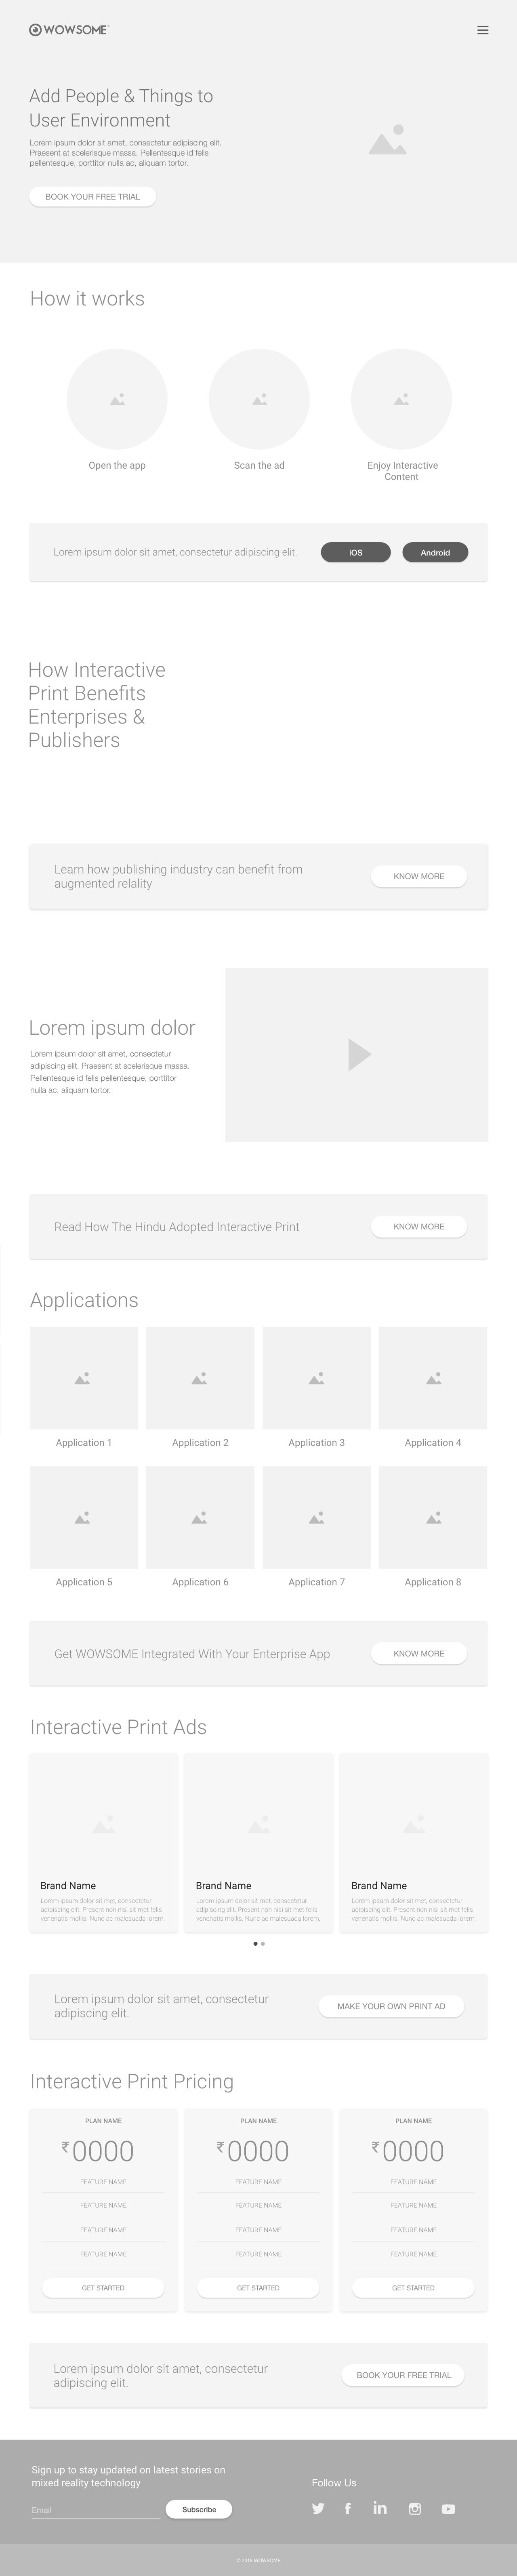 WOWSOME
Add People & Things to
User Environment
Lorem ipsum dolor sit amet, consectetur adipiscing elit.
Praesent at scelerisque massa. Pellentesque id felis
pellentesque, porttitor nulla ac, aliquam tortor.
BOOK YOUR FREE TRIAL
How it works
Open the app
Scan the ad
Enjoy Interactive
Content
Lorem ipsum dolor sit amet, consectetur adipiscing elit.
iOS
Android
How Interactive
Print Benefits
Enterprises &
Publishers
Learn how publishing industry can benefit from
augmented relality
KNOW MORE
Lorem ipsum dolor
Lorem ipsum dolor sit amet, consectetur
adipiscing elit. Praesent at scelerisque massa.
Pellentesque id felis pellentesque, porttitor
nulla ac, aliquam tortor.
Read How The Hindu Adopted Interactive Print
KNOW MORE
Applications
Application 1
Application 2
Application 3
Application 4
Application 5
Application 6
Application 7
Application 8
Get WOWSOME Integrated With Your Enterprise App
KNOW MORE
Interactive Print Ads
Brand Name
Lorem ipsum dolor sit met, consectetur
adipiscing elit. Present non nisi sit met felis
venenatis mollis. Nunc ac malesuada lorem,
Brand Name
Lorem ipsum dolor sit met, consectetur
adipiscing elit. Present non nisi sit met felis
venenatis mollis. Nunc ac malesuada lorem,
Brand Name
Lorem ipsum dolor sit met, consectetur
adipiscing elit. Present non nisi sit met felis
venenatis mollis. Nunc ac malesuada lorem,
Lorem ipsum dolor sit amet, consectetur
adipiscing elit.
MAKE YOUR OWN PRINT AD
Interactive Print Pricing
PLAN NAME
₹0000
FEATURE NAME
FEATURE NAME
FEATURE NAME
FEATURE NAME
GET STARTED
PLAN NAME
₹0000
FEATURE NAME
FEATURE NAME
FEATURE NAME
FEATURE NAME
GET STARTED
PLAN NAME
₹0000
FEATURE NAME
FEATURE NAME
FEATURE NAME
FEATURE NAME
GET STARTED
Lorem ipsum dolor sit amet, consectetur
adipiscing elit.
BOOK YOUR FREE TRIAL
Sign up to stay updated on latest stories on
mixed reality technology
Email
Subscribe
Follow Us
© 2018 WOWSOME